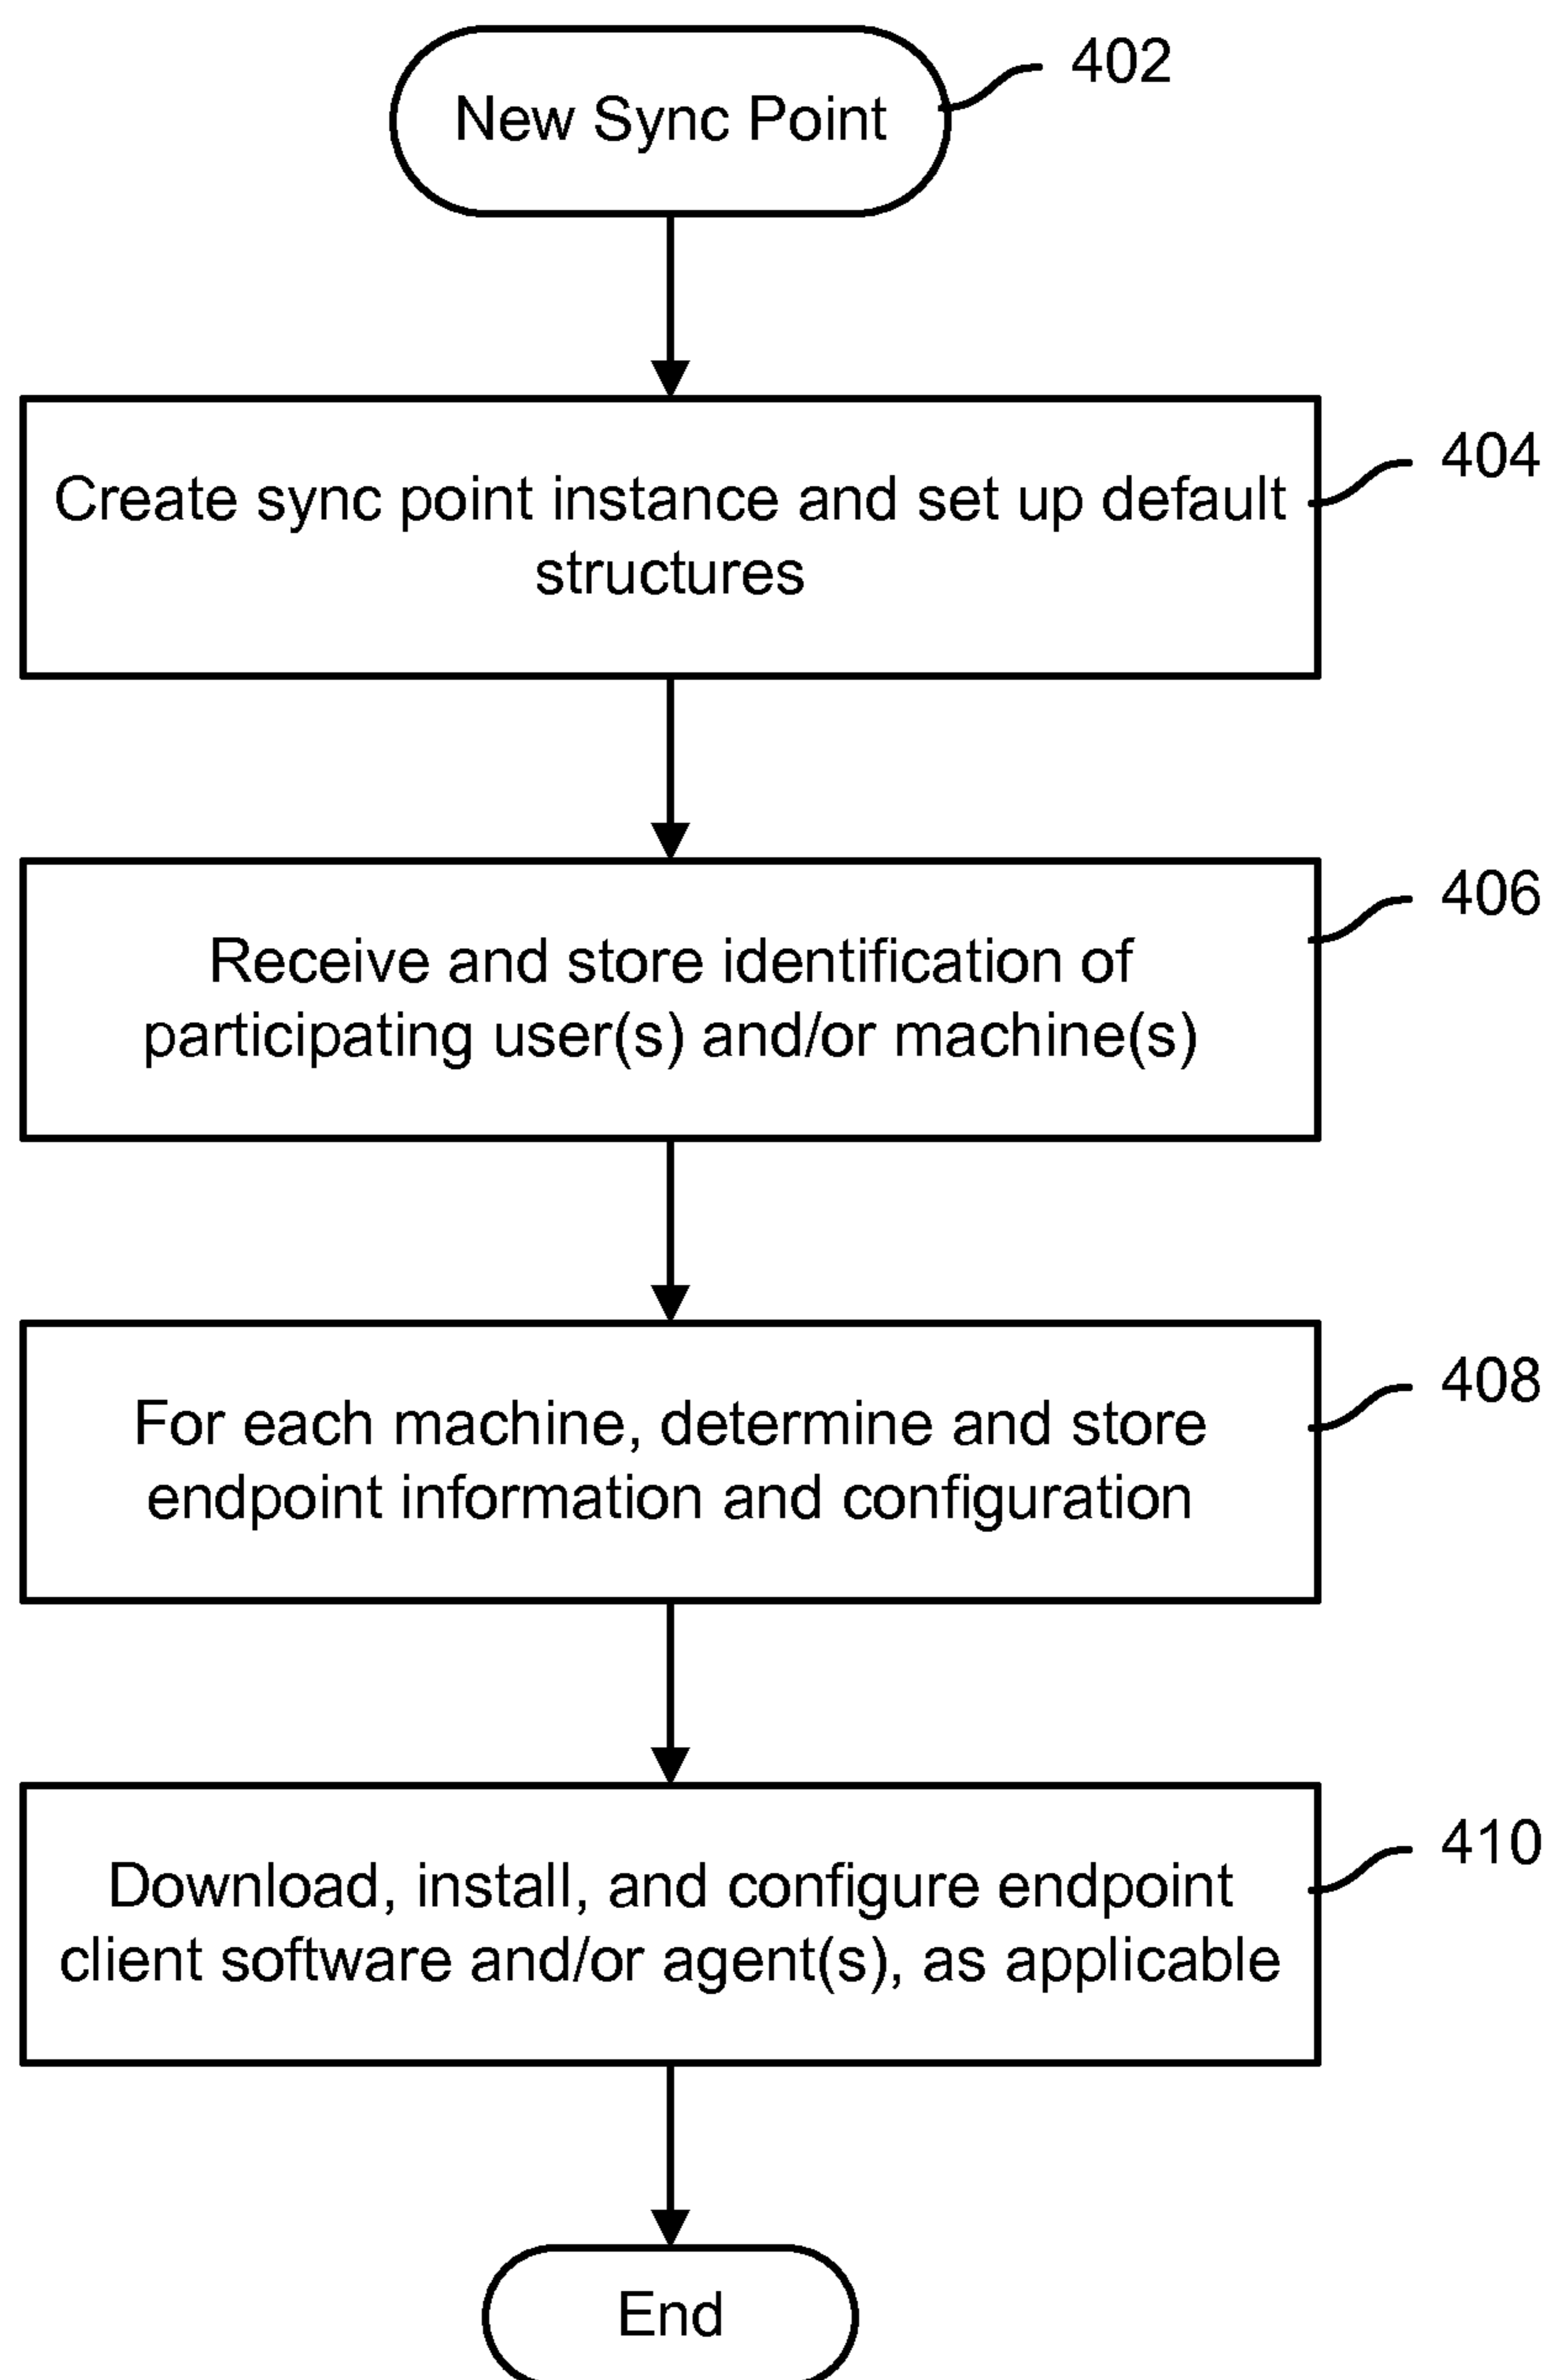 New Sync Point
402
Create sync point instance and set up default
structures
404
Receive and store identification of
participating user(s) and/or machine(s)
406
For each machine, determine and store
endpoint information and configuration
408
Download, install, and configure endpoint
client software and/or agent(s), as applicable
410
End